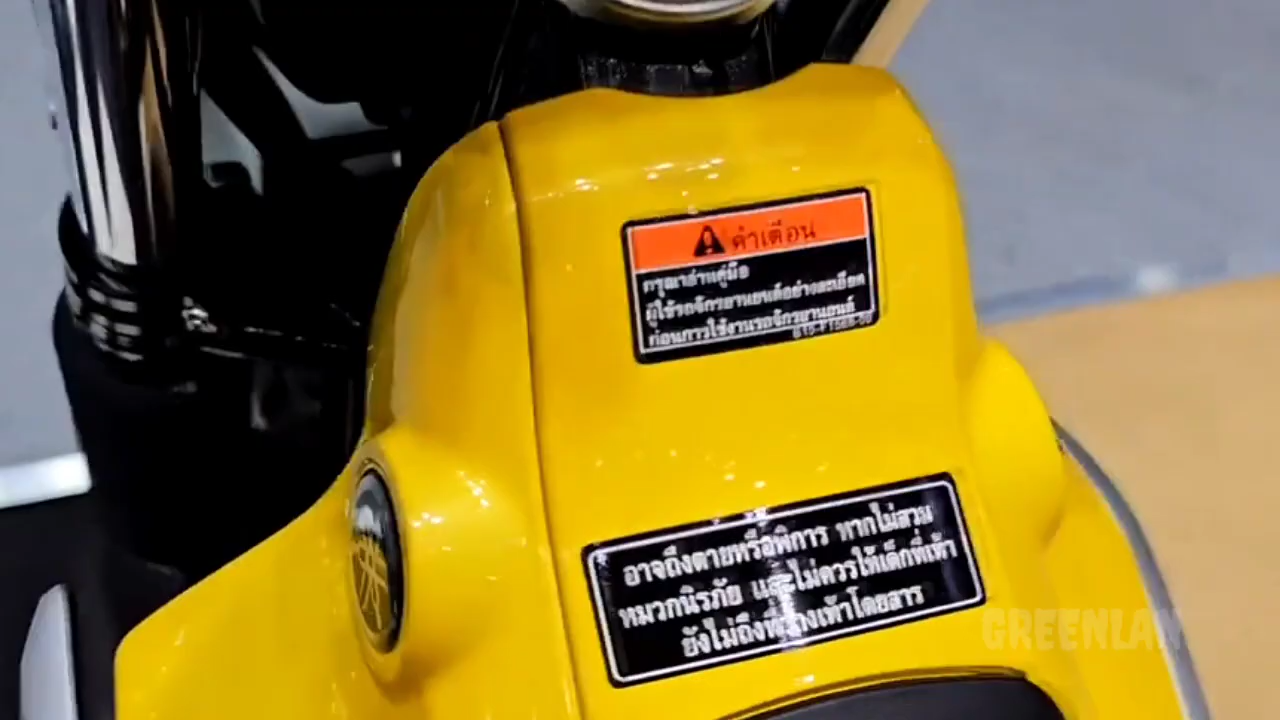 คำเตือน
กรุณาอ่านคู่มือ
ผู้ใช้รถจักรยานยนต์อย่างละเอียด
ก่อนการใช้งานรถจักรยานยนต์
อาจถึงตายหรือพิการ หากไม่สวม
หมวกนิรภัย และไม่ควรให้เด็กที่เท้า
ยังไม่ถึงที่วางเท้าโดยสาร
GREENLAN